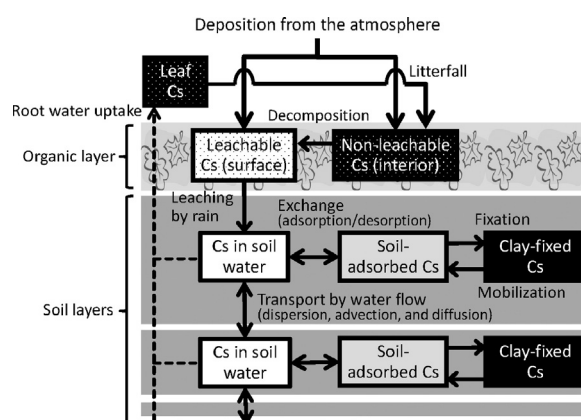 Deposition from the atmosphere
Leaf
Cs
Litterfall
Root water uptake
Decomposition
Organic layer
Leachable
Cs (surface)
Non-leachable
Cs (interior)
Leaching
by rain
Exchange
(adsorption/desorption)
Fixation
Cs in soil
water
Soil-
adsorbed Cs
Clay-fixed
Cs
Mobilization
Soil layers
Transport by water flow
(dispersion, advection, and diffusion)
Cs in soil
water
Soil-
adsorbed Cs
Clay-fixed
Cs